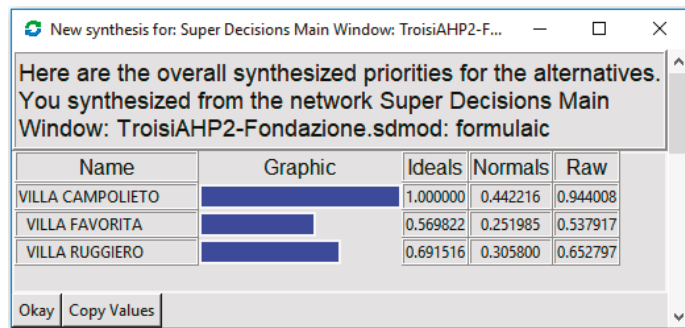 New synthesis for: Super Decisions Main Window: TroisiAHP2-F...
Here are the overall synthesized priorities for the alternatives.
You synthesized from the network Super Decisions Main
Window: TroisiAHP2-Fondazione.sdmod: formulaic
Name Graphic Ideals Normals Raw
VILLA CAMPOLIETO 1.000000 0.442216 0.944008
VILLA FAVORITA 0.569822 0.251985 0.537917
VILLA RUGGIERO 0.691516 0.305800 0.652797
Okay Copy Values